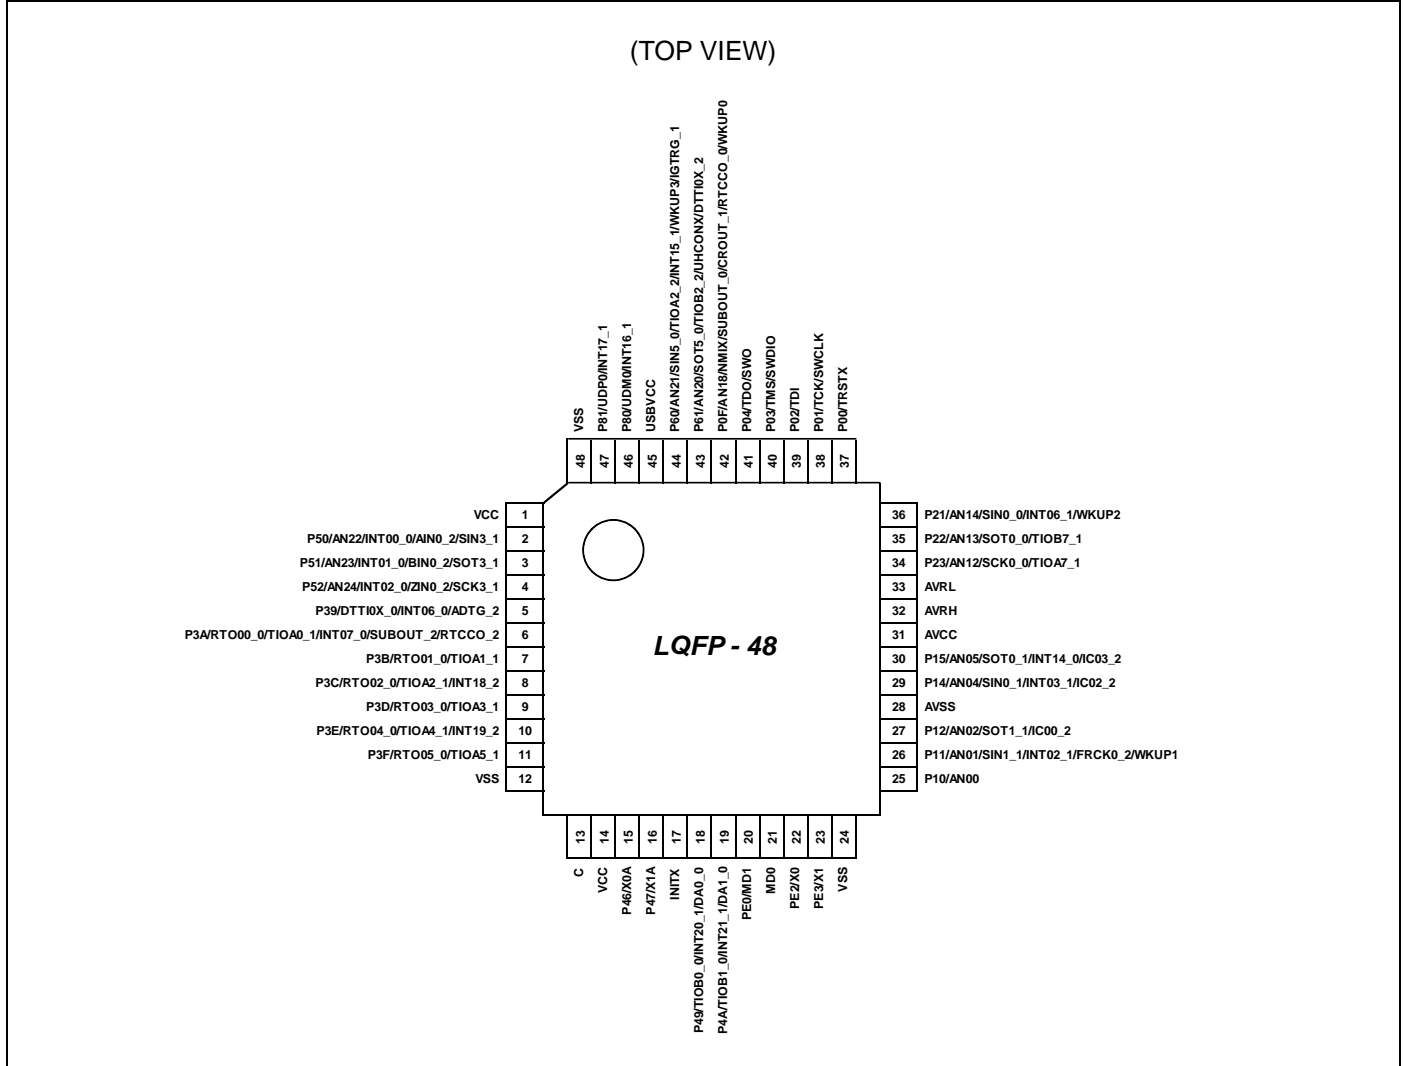 (TOP VIEW)
VSS
P81/UDP0/INT17_1
P80/UDM0/INT16_1
USBVCC
P60/AN21/SIN5_0/TIOA2_2/INT15_1/WKUP3/IGTRG_1
P61/AN20/SOT5_0/TIOB2_2/UHCONX/DTTI0X_2
P0F/AN18/NMIX/SUBOUT_0/CROUT_1/RTCCO_0/WKUP0
P04/TDO/SWO
P03/TMS/SWDIO
P02/TDI
P01/TCK/SWCLK
P00/TRSTX
48 47 46 45 44 43 42 41 40 39 38 37
VCC 1
P50/AN22/INT00_0/AIN0_2/SIN3_1 2
P51/AN23/INT01_0/BIN0_2/SOT3_1 3
P52/AN24/INT02_0/ZIN0_2/SCK3_1 4
P39/DTTI0X_0/INT06_0/ADTG_2 5
P3A/RTO00_0/TIOA0_1/INT07_0/SUBOUT_2/RTCCO_2 6
P3B/RTO01_0/TIOA1_1 7
P3C/RTO02_0/TIOA2_1/INT18_2 8
P3D/RTO03_0/TIOA3_1 9
P3E/RTO04_0/TIOA4_1/INT19_2 10
P3F/RTO05_0/TIOA5_1 11
VSS 12
LQFP - 48
36 P21/AN14/SIN0_0/INT06_1/WKUP2
35 P22/AN13/SOT0_0/TIOB7_1
34 P23/AN12/SCK0_0/TIOA7_1
33 AVRL
32 AVRH
31 AVCC
30 P15/AN05/SOT0_1/INT14_0/IC03_2
29 P14/AN04/SIN0_1/INT03_1/IC02_2
28 AVSS
27 P12/AN02/SOT1_1/IC00_2
26 P11/AN01/SIN1_1/INT02_1/FRCK0_2/WKUP1
25 P10/AN00
13 14 15 16 17 18 19 20 21 22 23 24
C
VCC
P46/X0A
P47/X1A
INITX
P49/TIOB0_0/INT20_1/DA0_0
P4A/TIOB1_0/INT21_1/DA1_0
PE0/MD1
MD0
PE2/X0
PE3/X1
VSS